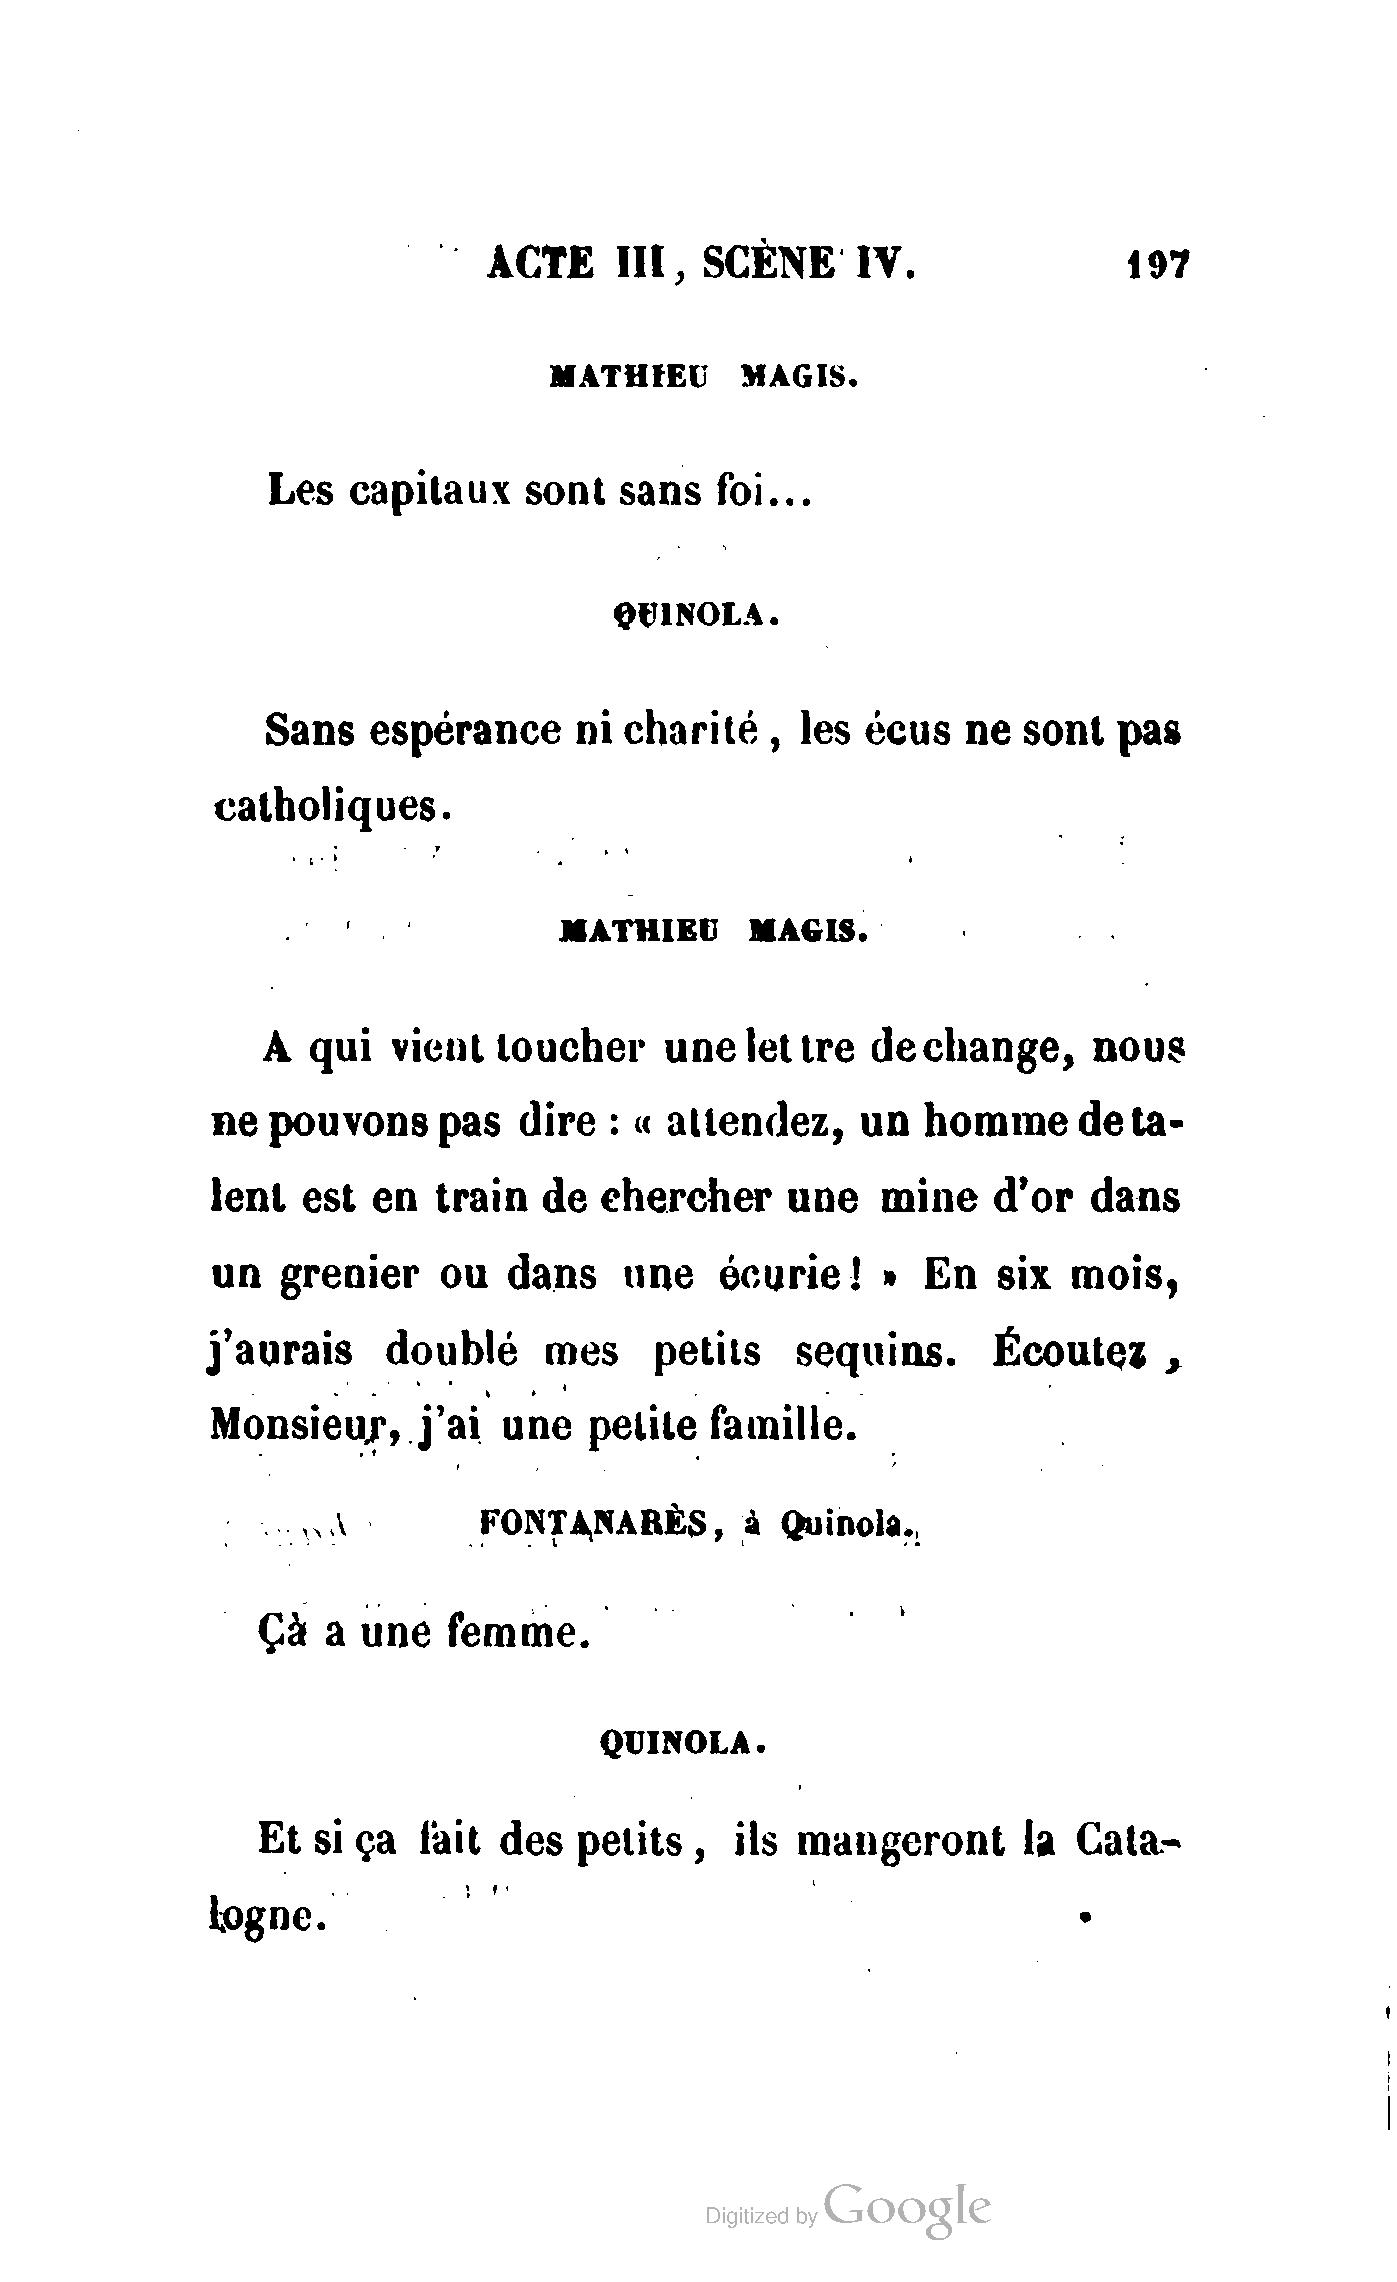 ACTE III, SCÈNE IV. 197
MATHIEU MAGIS.
Les capitaux sont sans foi...
QUINOLA.
Sans espérance ni charité, les écus ne sont pas
catholiques.
MATHIEU MAGIS.
A qui vient toucher une lettre de change, nous
ne pouvons pas dire : « attendez, un homme de ta-
lent est en train de chercher une mine d'or dans
un grenier ou dans une écurie! » En six mois,
j'aurais doublé mes petits sequins. Écoutez,
Monsieur, j'ai une petite famille.
FONTANARÈS, à Quinola.
Çà a une femme.
QUINOLA.
Et si ça fait des petits, ils mangeront la Cata-
logne.
Digitized by Google